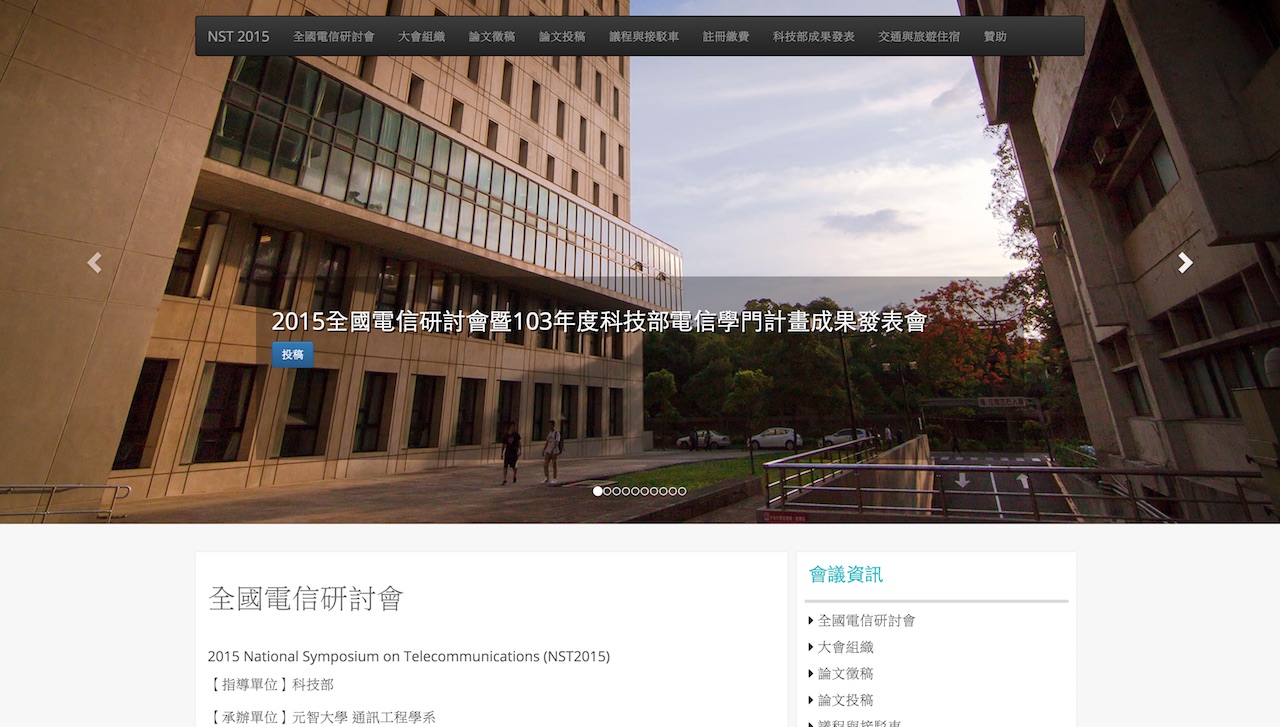 NST 2015 全國電信研討會 大會組織 論文徵稿 論文投稿 議程與接駁車 註冊繳費 科技部成果發表 交通與旅遊住宿 贊助
2015全國電信研討會暨103年度科技部電信學門計畫成果發表會
投稿
全國電信研討會
2015 National Symposium on Telecommunications (NST2015)
【指導單位】科技部
【承辦單位】元智大學 通訊工程學系
會議資訊
全國電信研討會
大會組織
論文徵稿
論文投稿
議程與接駁車